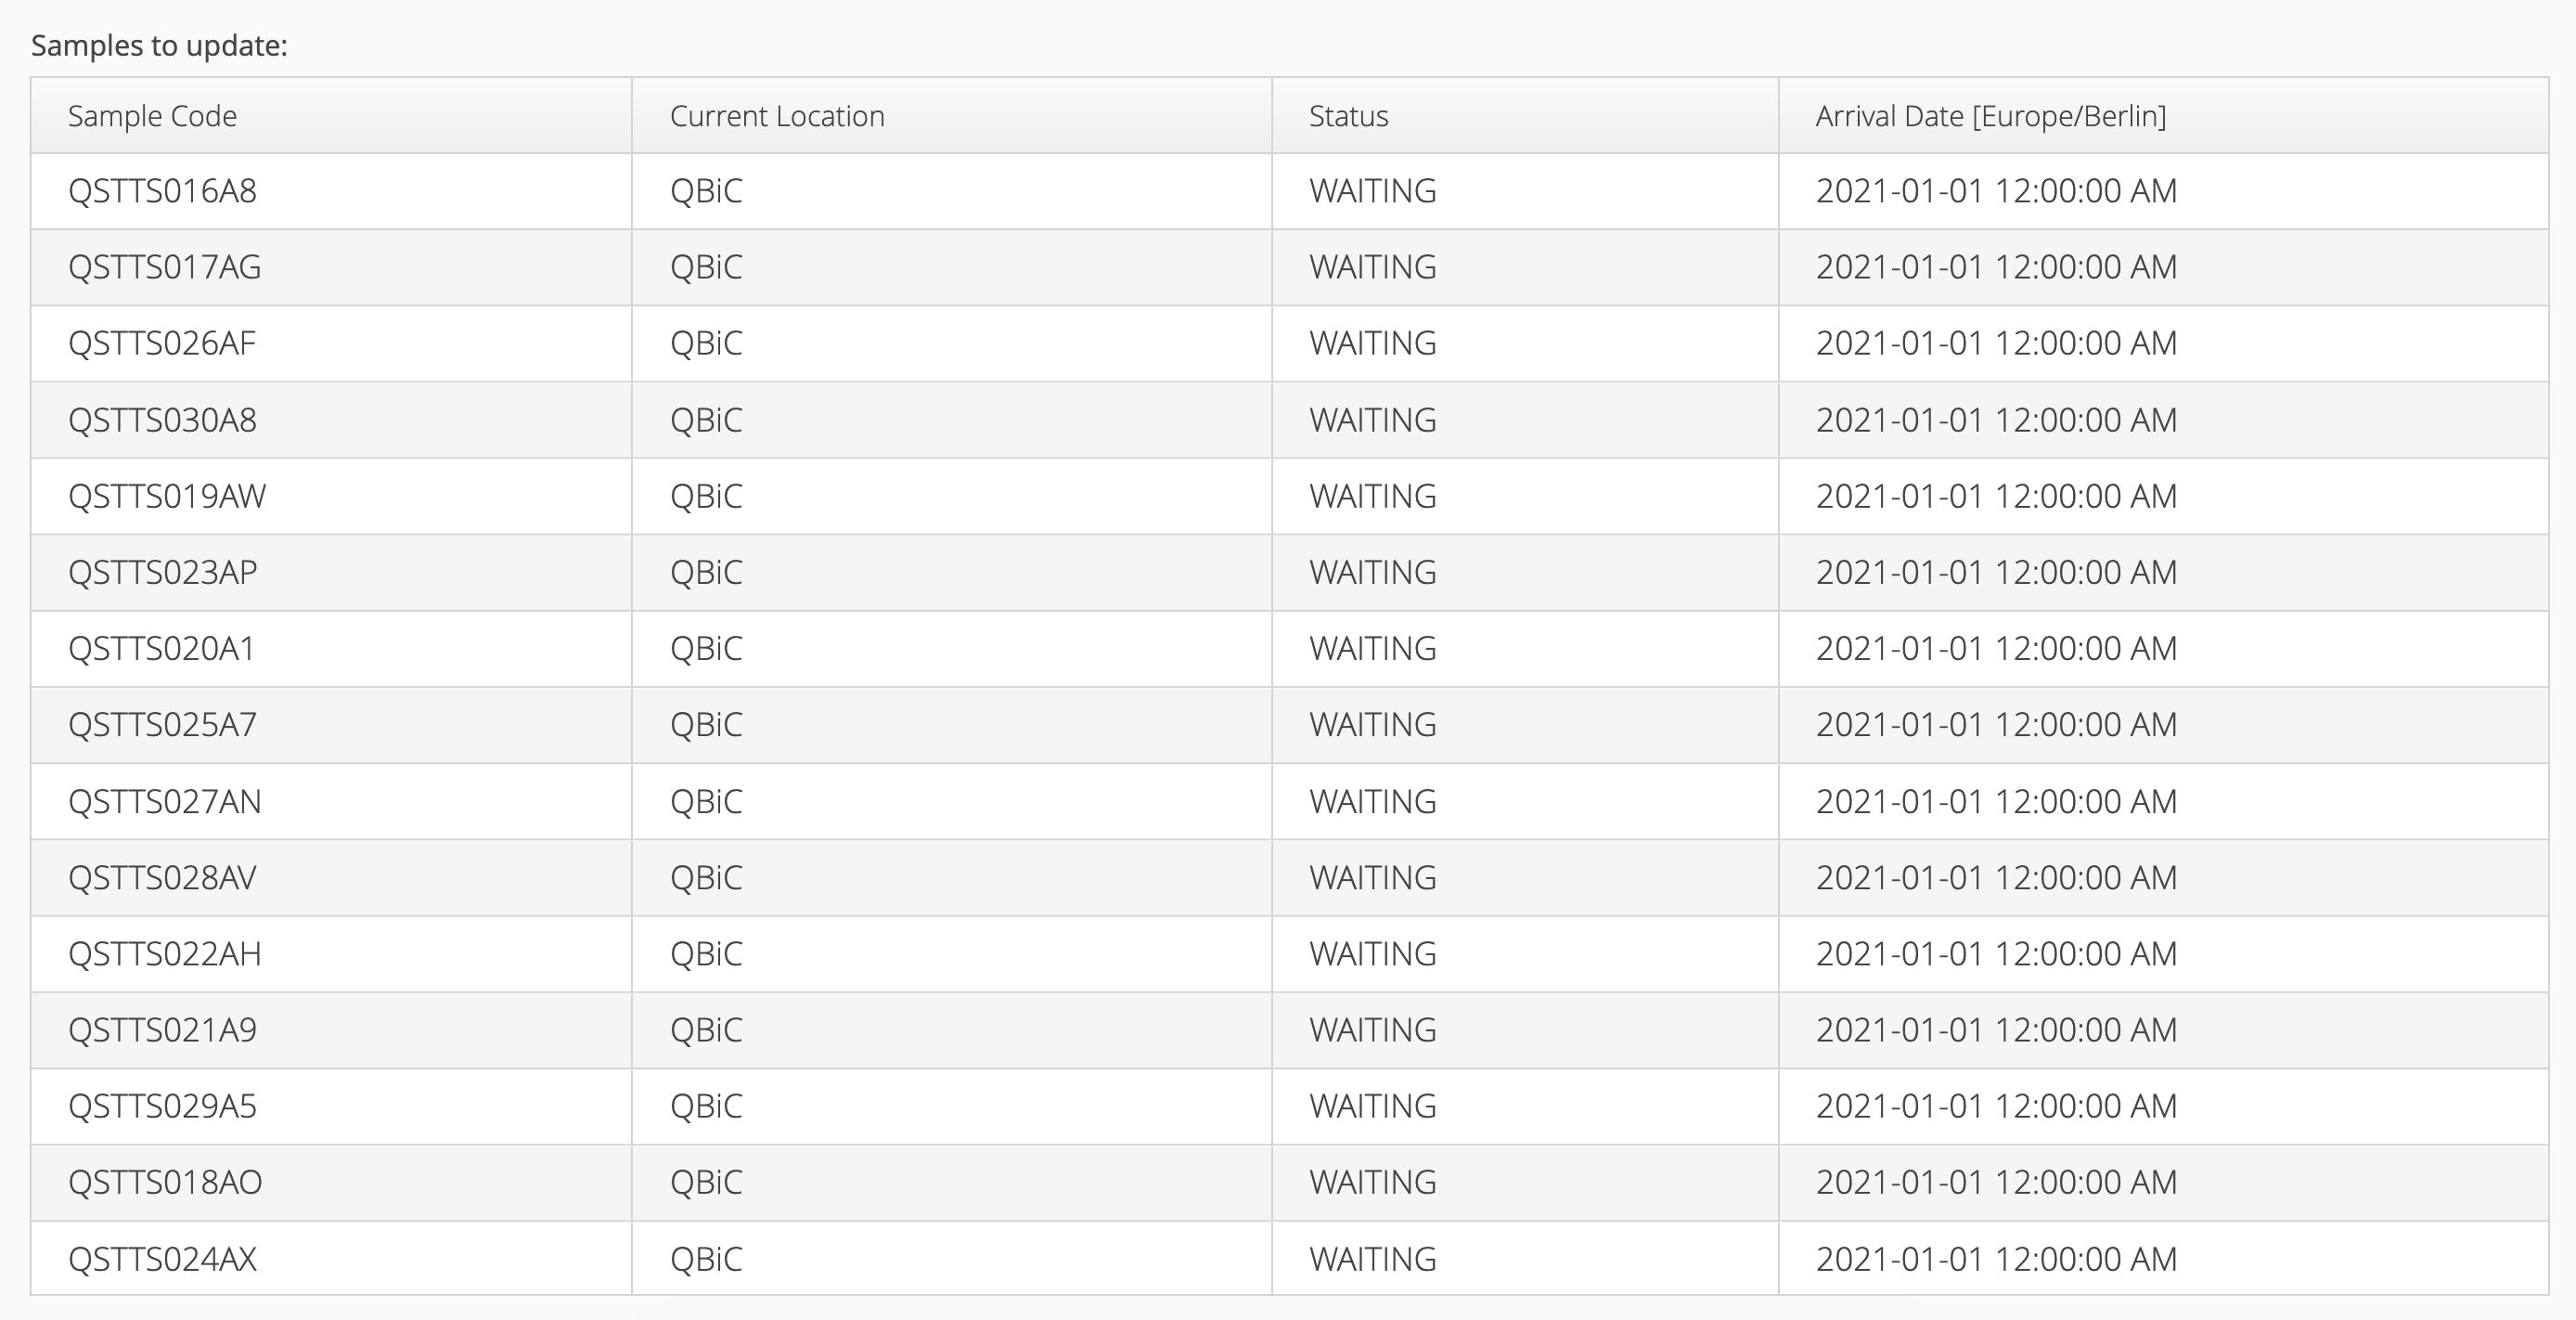 Samples to update:
Sample Code Current Location Status Arrival Date [Europe/Berlin]
QSTTS016A8 QBiC WAITING 2021-01-01 12:00:00 AM
QSTTS017AG QBiC WAITING 2021-01-01 12:00:00 AM
QSTTS026AF QBiC WAITING 2021-01-01 12:00:00 AM
QSTTS030A8 QBiC WAITING 2021-01-01 12:00:00 AM
QSTTS019AW QBiC WAITING 2021-01-01 12:00:00 AM
QSTTS023AP QBiC WAITING 2021-01-01 12:00:00 AM
QSTTS020A1 QBiC WAITING 2021-01-01 12:00:00 AM
QSTTS025A7 QBiC WAITING 2021-01-01 12:00:00 AM
QSTTS027AN QBiC WAITING 2021-01-01 12:00:00 AM
QSTTS028AV QBiC WAITING 2021-01-01 12:00:00 AM
QSTTS022AH QBiC WAITING 2021-01-01 12:00:00 AM
QSTTS021A9 QBiC WAITING 2021-01-01 12:00:00 AM
QSTTS029A5 QBiC WAITING 2021-01-01 12:00:00 AM
QSTTS018AO QBiC WAITING 2021-01-01 12:00:00 AM
QSTTS024AX QBiC WAITING 2021-01-01 12:00:00 AM